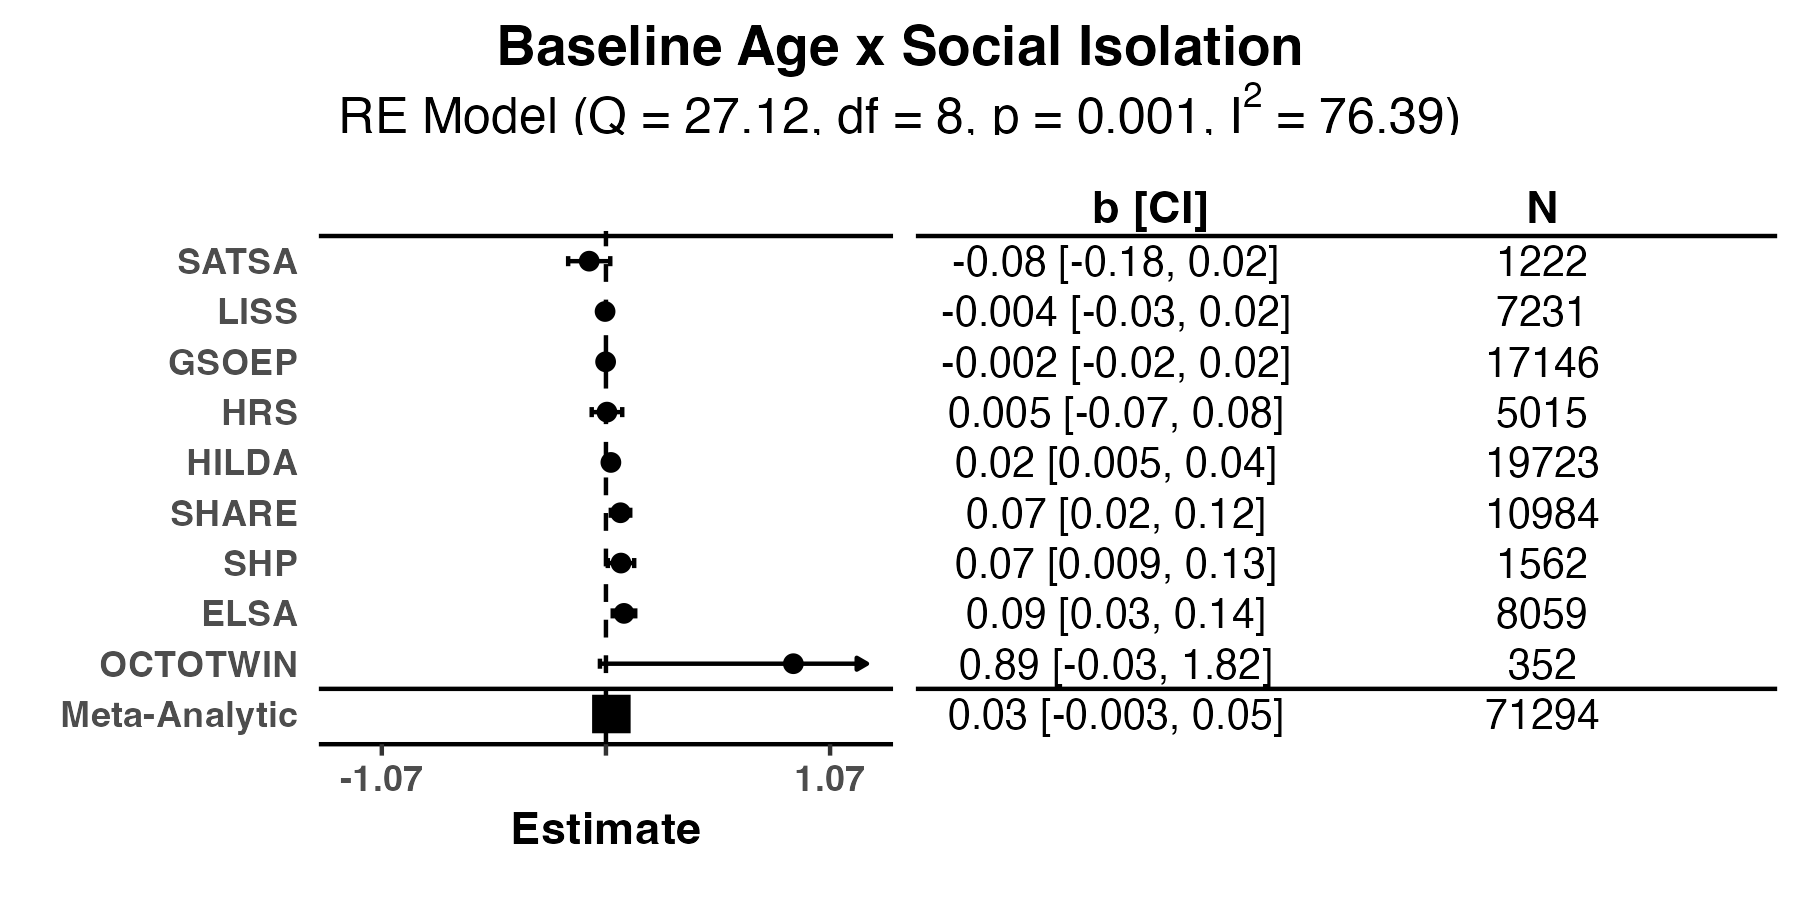 Baseline Age x Social Isolation
RE Model (Q = 27.12, df = 8, p = 0.001, I² = 76.39)
b [CI] N
SATSA -0.08 [-0.18, 0.02] 1222
LISS -0.004 [-0.03, 0.02] 7231
GSOEP -0.002 [-0.02, 0.02] 17146
HRS 0.005 [-0.07, 0.08] 5015
HILDA 0.02 [0.005, 0.04] 19723
SHARE 0.07 [0.02, 0.12] 10984
SHP 0.07 [0.009, 0.13] 1562
ELSA 0.09 [0.03, 0.14] 8059
OCTOTWIN 0.89 [-0.03, 1.82] 352
Meta-Analytic 0.03 [-0.003, 0.05] 71294
-1.07 1.07
Estimate